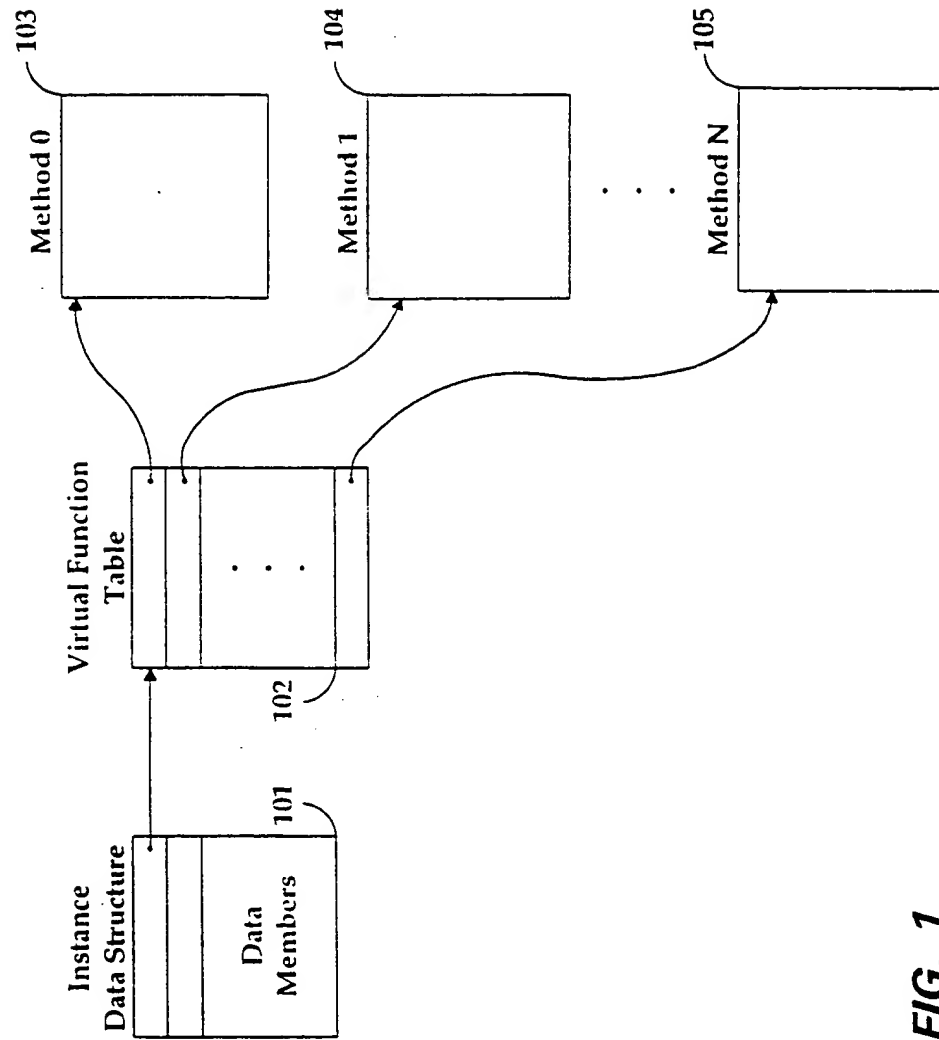 Instance
Data Structure
Data
Members
101
Virtual Function
Table
. . .
102
Method 0
103
Method 1
104
. . .
Method N
105
FIG. 1